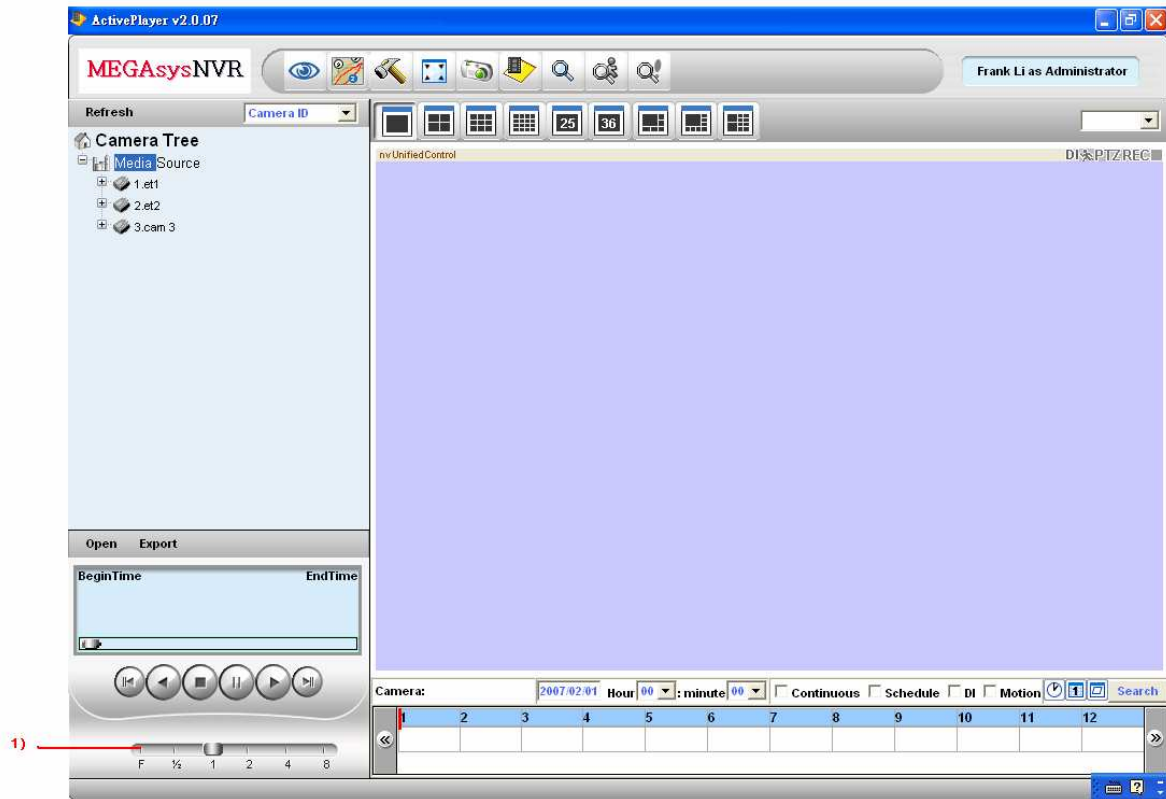 ActivePlayer v2.0.07
MEGAsysNVR
Frank Li as Administrator
Refresh
Camera ID
25
36
Camera Tree
Media Source
1.et1
2.et2
3.cam 3
nvUnifiedControl
DI PTZ REC
Open Export
BeginTime EndTime
Camera: 2007/02/01 Hour 00 : minute 00 Continuous Schedule DI Motion 1 Search
1 2 3 4 5 6 7 8 9 10 11 12
1)
F ½ 1 2 4 8